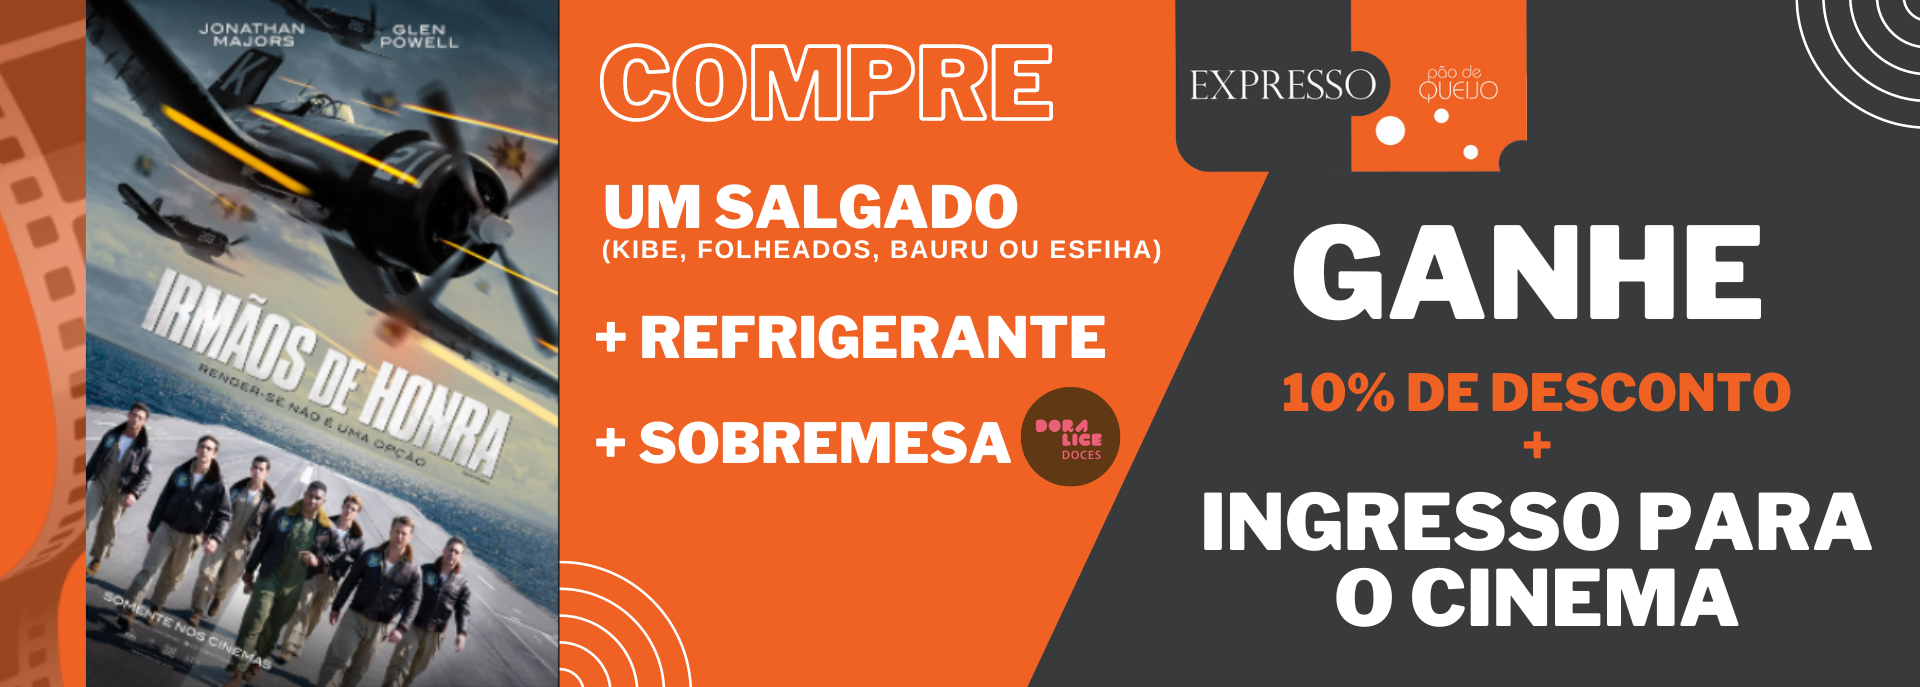 JONATHAN
MAJORS
GLEN
POWELL
K
211
IRMÃOS DE HONRA
RENDER-SE NÃO É UMA OPÇÃO
SOMENTE NOS CINEMAS
COMPRE
UM SALGADO
(KIBE, FOLHEADOS, BAURU OU ESFIHA)
+ REFRIGERANTE
+ SOBREMESA
DORA
LICE
DOCES
EXPRESSO
pão de
QUEIJO
GANHE
10% DE DESCONTO
+
INGRESSO PARA
O CINEMA